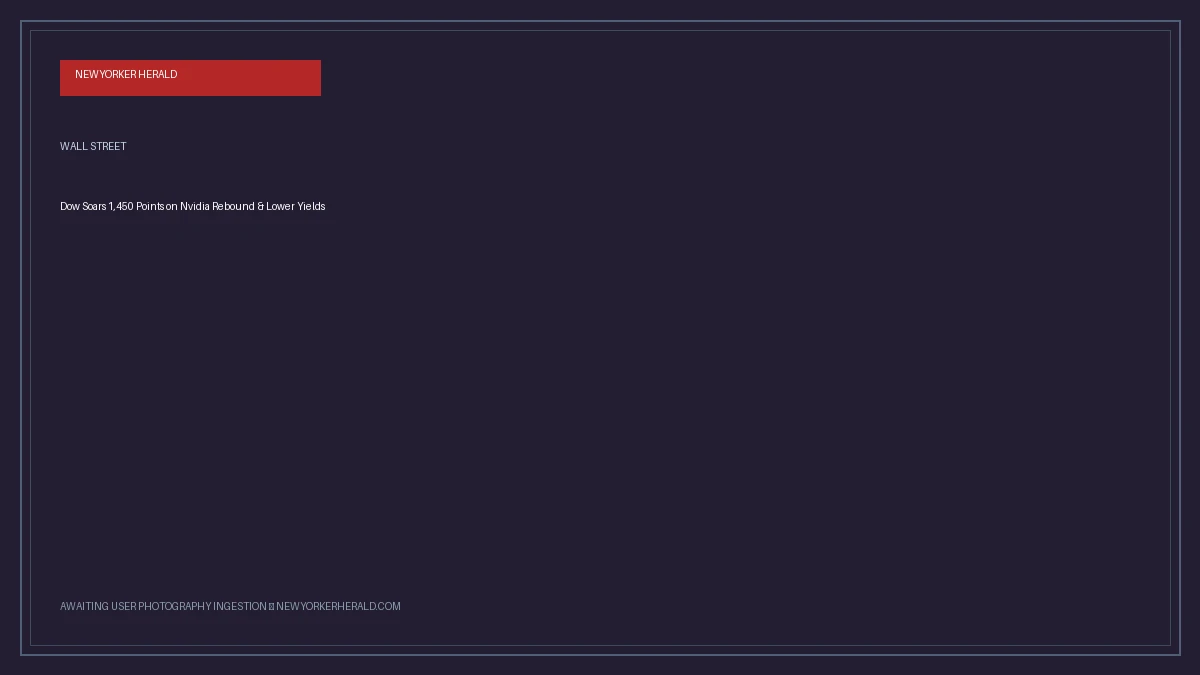 NEWYORKER HERALD
WALL STREET
Dow Soars 1,450 Points on Nvidia Rebound & Lower Yields
AWAITING USER PHOTOGRAPHY INGESTION NEWYORKERHERALD.COM